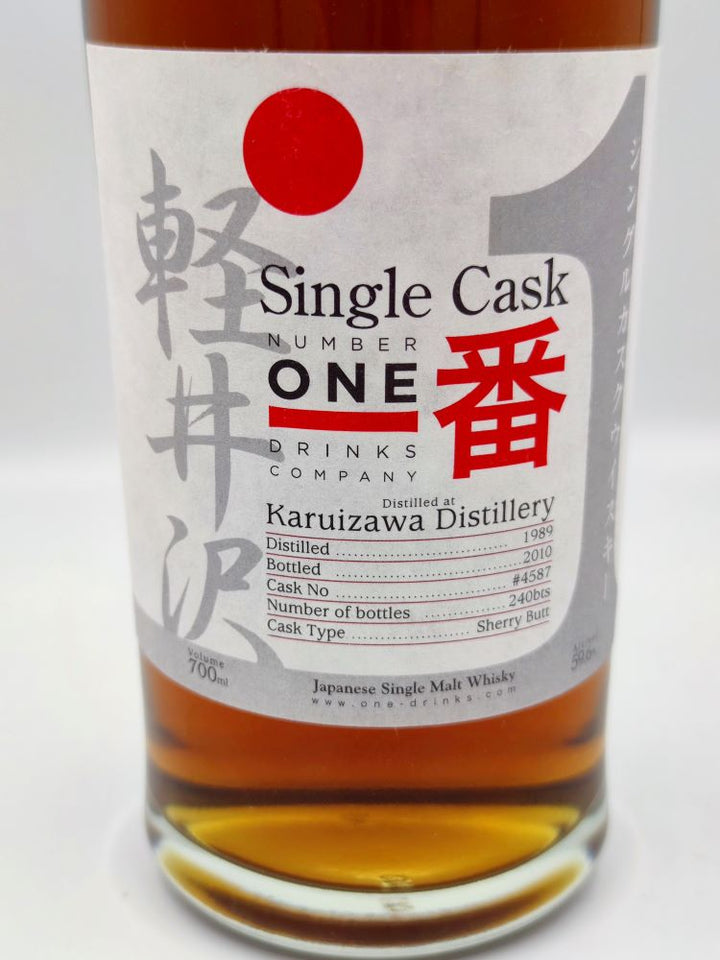 軽井沢
Single Cask
NUMBER
ONE
DRINKS
COMPANY
番
1
シングルカスクウイスキー
Distilled at
Karuizawa Distillery
Distilled ........ 1989
Bottled ........ 2010
Cask No ........ #4587
Number of bottles ........ 240bts
Cask Type ........ Sherry Butt
Volume
700ml
Japanese Single Malt Whisky
www.one-drinks.com